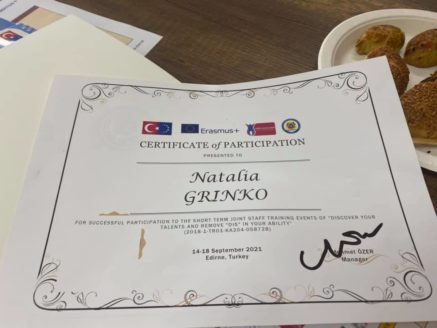 Erasmus+
CERTIFICATE of PARTICIPATION
PRESENTED TO
Natalia
GRINKO
FOR SUCCESSFUL PARTICIPATION TO THE SHORT TERM JOINT STAFF TRAINING EVENTS OF "DISCOVER YOUR
TALENTS AND REMOVE "DIS" IN YOUR ABILITY"
14-18 September 2021
Edirne, Turkey
ÖZER
Manager